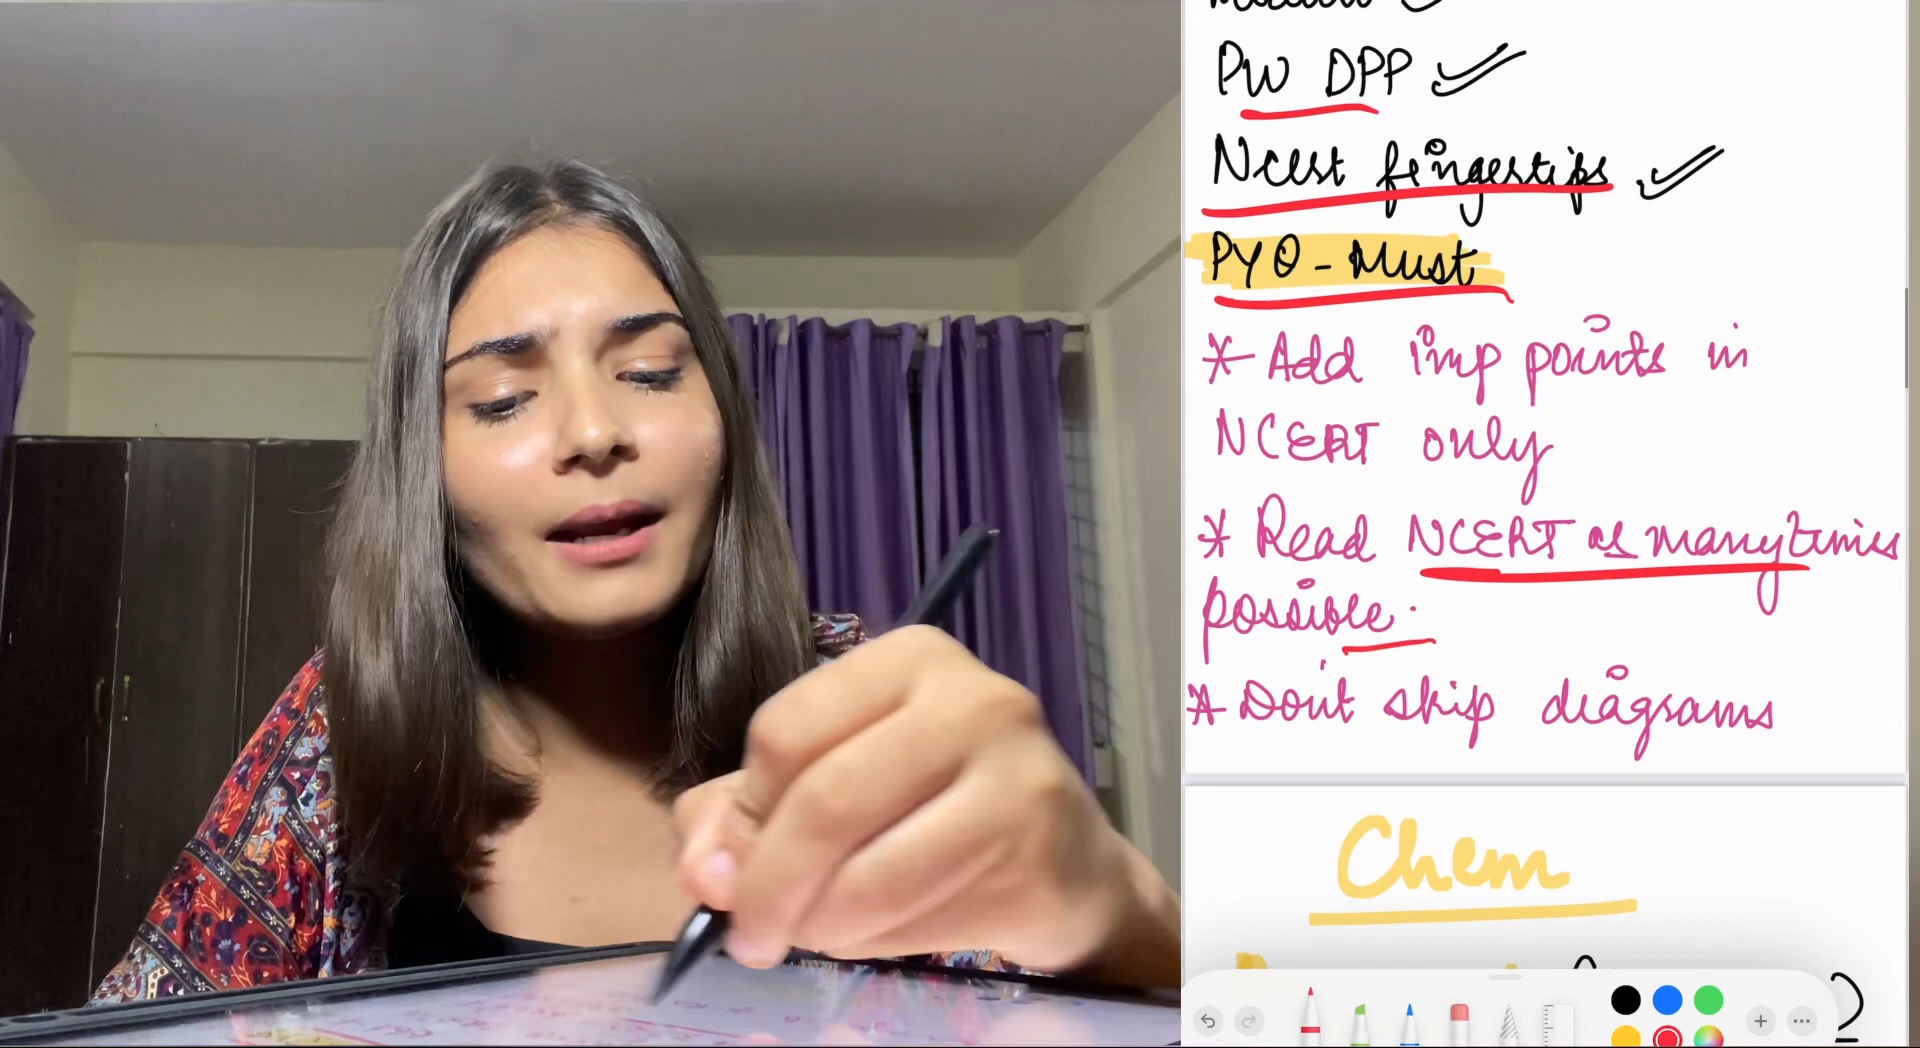 PW DPP
Ncert fingertips
PYQ - Must
* Add imp points in
NCERT only
* Read NCERT as many times
possible.
* Don't skip diagrams
Chem